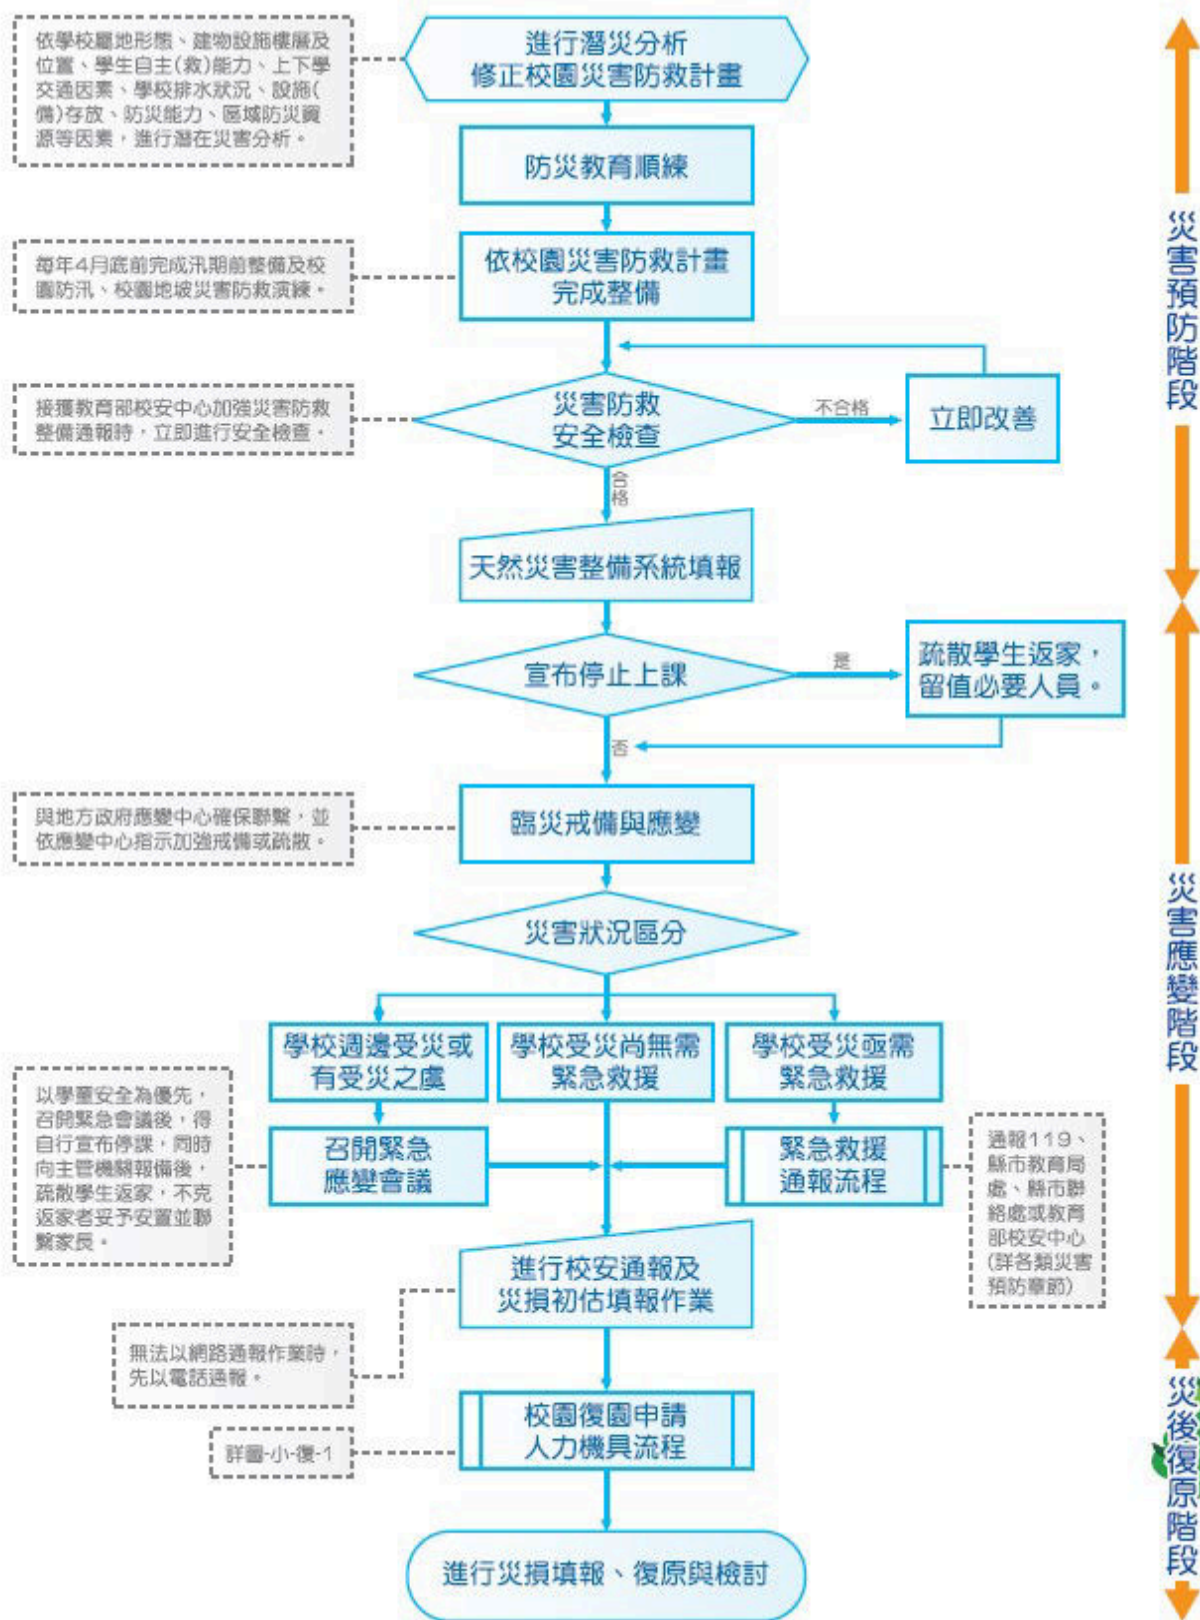 依學校屬地形態、建物設施樓層及
位置、學生自主(救)能力、上下學
交通因素、學校排水狀況、設施(
備)存放、防災能力、區域防災資
源等因素，進行潛在災害分析。
進行潛災分析
修正校園災害防救計畫
防災教育順練
每年4月底前完成汛期前整備及校
園防汛、校園地坡災害防救演練。
依校園災害防救計畫
完成整備
災害預防階段
接獲教育部校安中心加強災害防救
整備通報時，立即進行安全檢查。
災害防救
安全檢查
不合格
立即改善
合格
天然災害整備系統填報
宣布停止上課
是
疏散學生返家，
留值必要人員。
否
與地方政府應變中心確保聯繫，並
依應變中心指示加強戒備或疏散。
臨災戒備與應變
災害應變階段
災害狀況區分
學校週邊受災或
有受災之虞
學校受災尚無需
緊急救援
學校受災亟需
緊急救援
以學童安全為優先，
召開緊急會議後，得
自行宣布停課，同時
向主管機關報備後，
疏散學生返家，不克
返家者妥予安置並聯
繫家長。
召開緊急
應變會議
緊急救援
通報流程
通報119、
縣市教育局
處、縣市聯
絡處或教育
部校安中心
(詳各類災害
預防章節)
進行校安通報及
災損初估填報作業
無法以網路通報作業時，
先以電話通報。
校園復園申請
人力機具流程
詳圖-小-復-1
災後復原階段
進行災損填報、復原與檢討